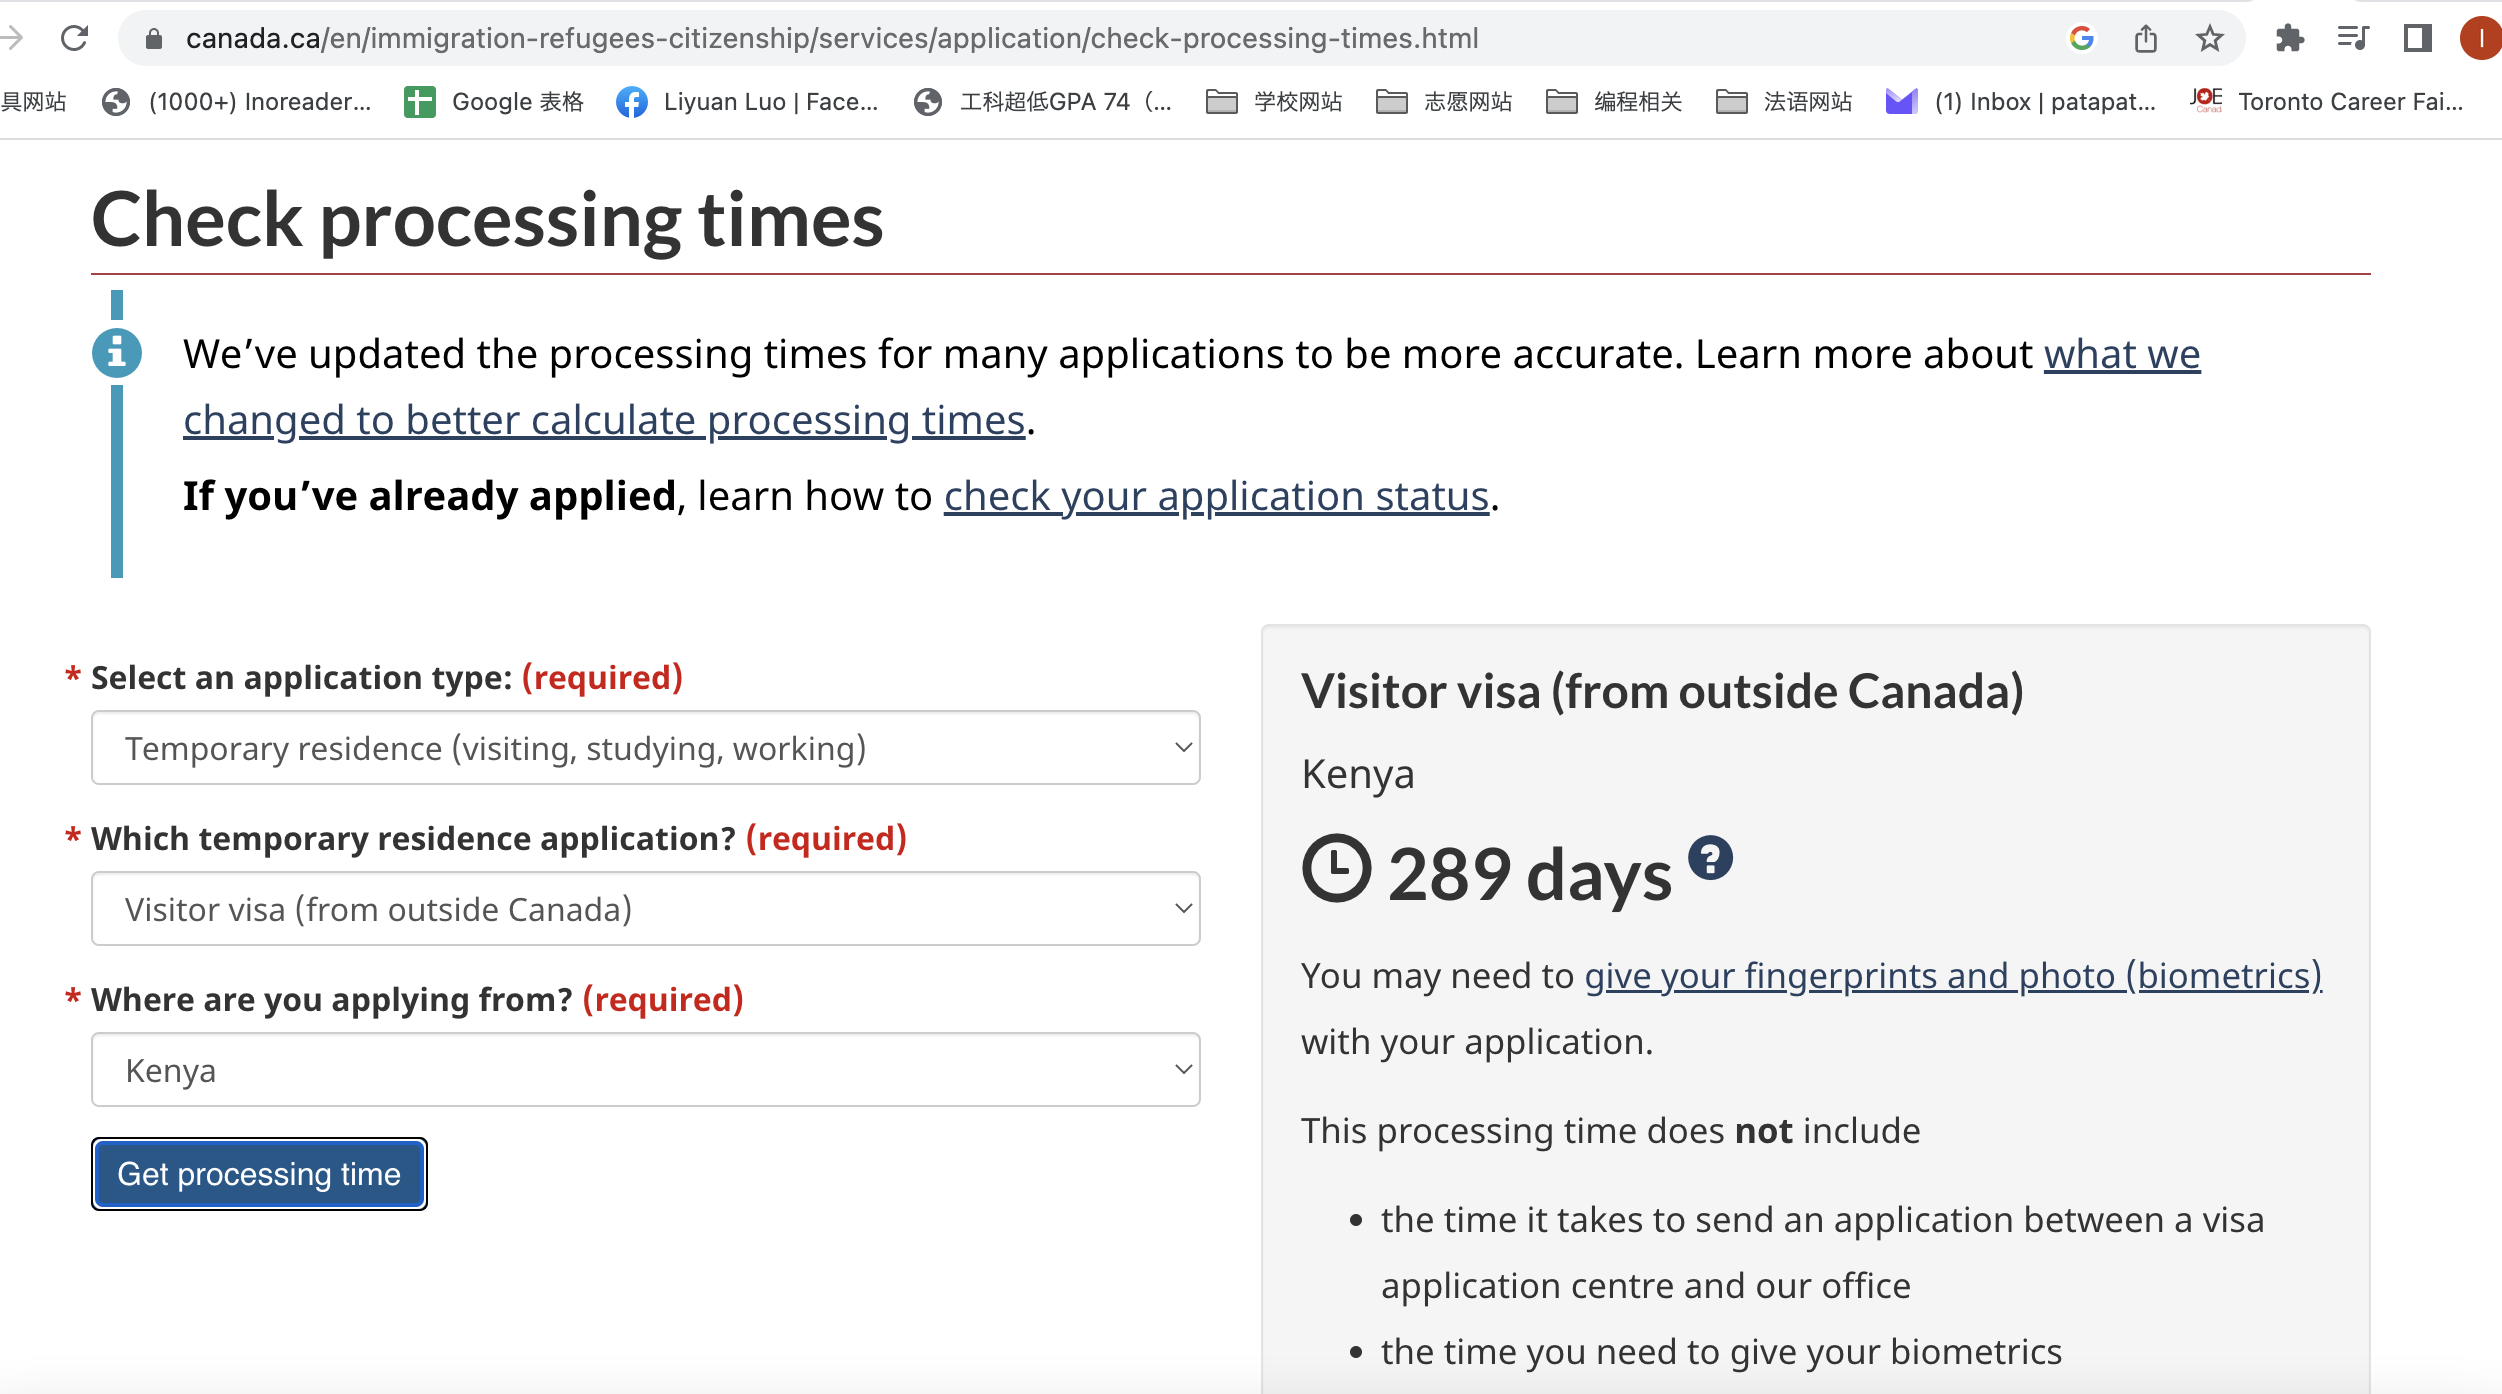 canada.ca/en/immigration-refugees-citizenship/services/application/check-processing-times.html
具网站 (1000+) Inoreader... Google 表格 Liyuan Luo | Face... 工科超低GPA 74（... 学校网站 志愿网站 编程相关 法语网站 (1) Inbox | patapat... Toronto Career Fai...
Check processing times
We’ve updated the processing times for many applications to be more accurate. Learn more about what we
changed to better calculate processing times.
If you’ve already applied, learn how to check your application status.
* Select an application type: (required)
Temporary residence (visiting, studying, working)
* Which temporary residence application? (required)
Visitor visa (from outside Canada)
* Where are you applying from? (required)
Kenya
Get processing time
Visitor visa (from outside Canada)
Kenya
289 days ?
You may need to give your fingerprints and photo (biometrics)
with your application.
This processing time does not include
• the time it takes to send an application between a visa
application centre and our office
• the time you need to give your biometrics